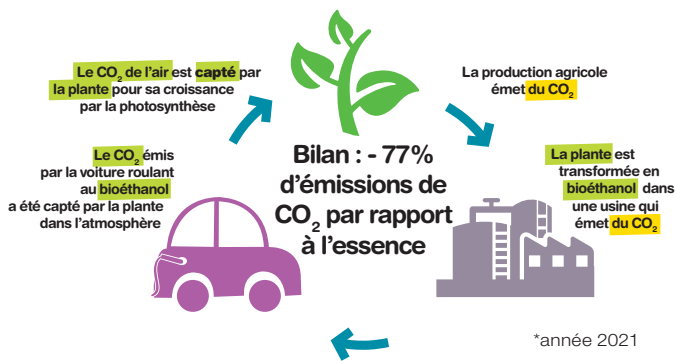 Le CO₂ de l’air est capté par
la plante pour sa croissance
par la photosynthèse
La production agricole
émet du CO₂
Le CO₂ émis
par la voiture roulant
au bioéthanol
a été capté par la plante
dans l’atmosphère
Bilan : - 77%
d’émissions de
CO₂ par rapport
à l’essence
La plante est
transformée en
bioéthanol dans
une usine qui
émet du CO₂
*année 2021